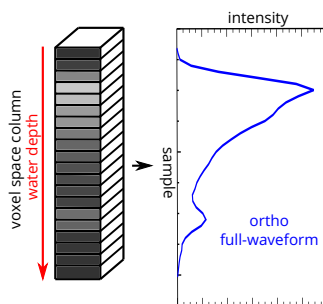 intensity
voxel space column
water depth
sample
ortho
full-waveform